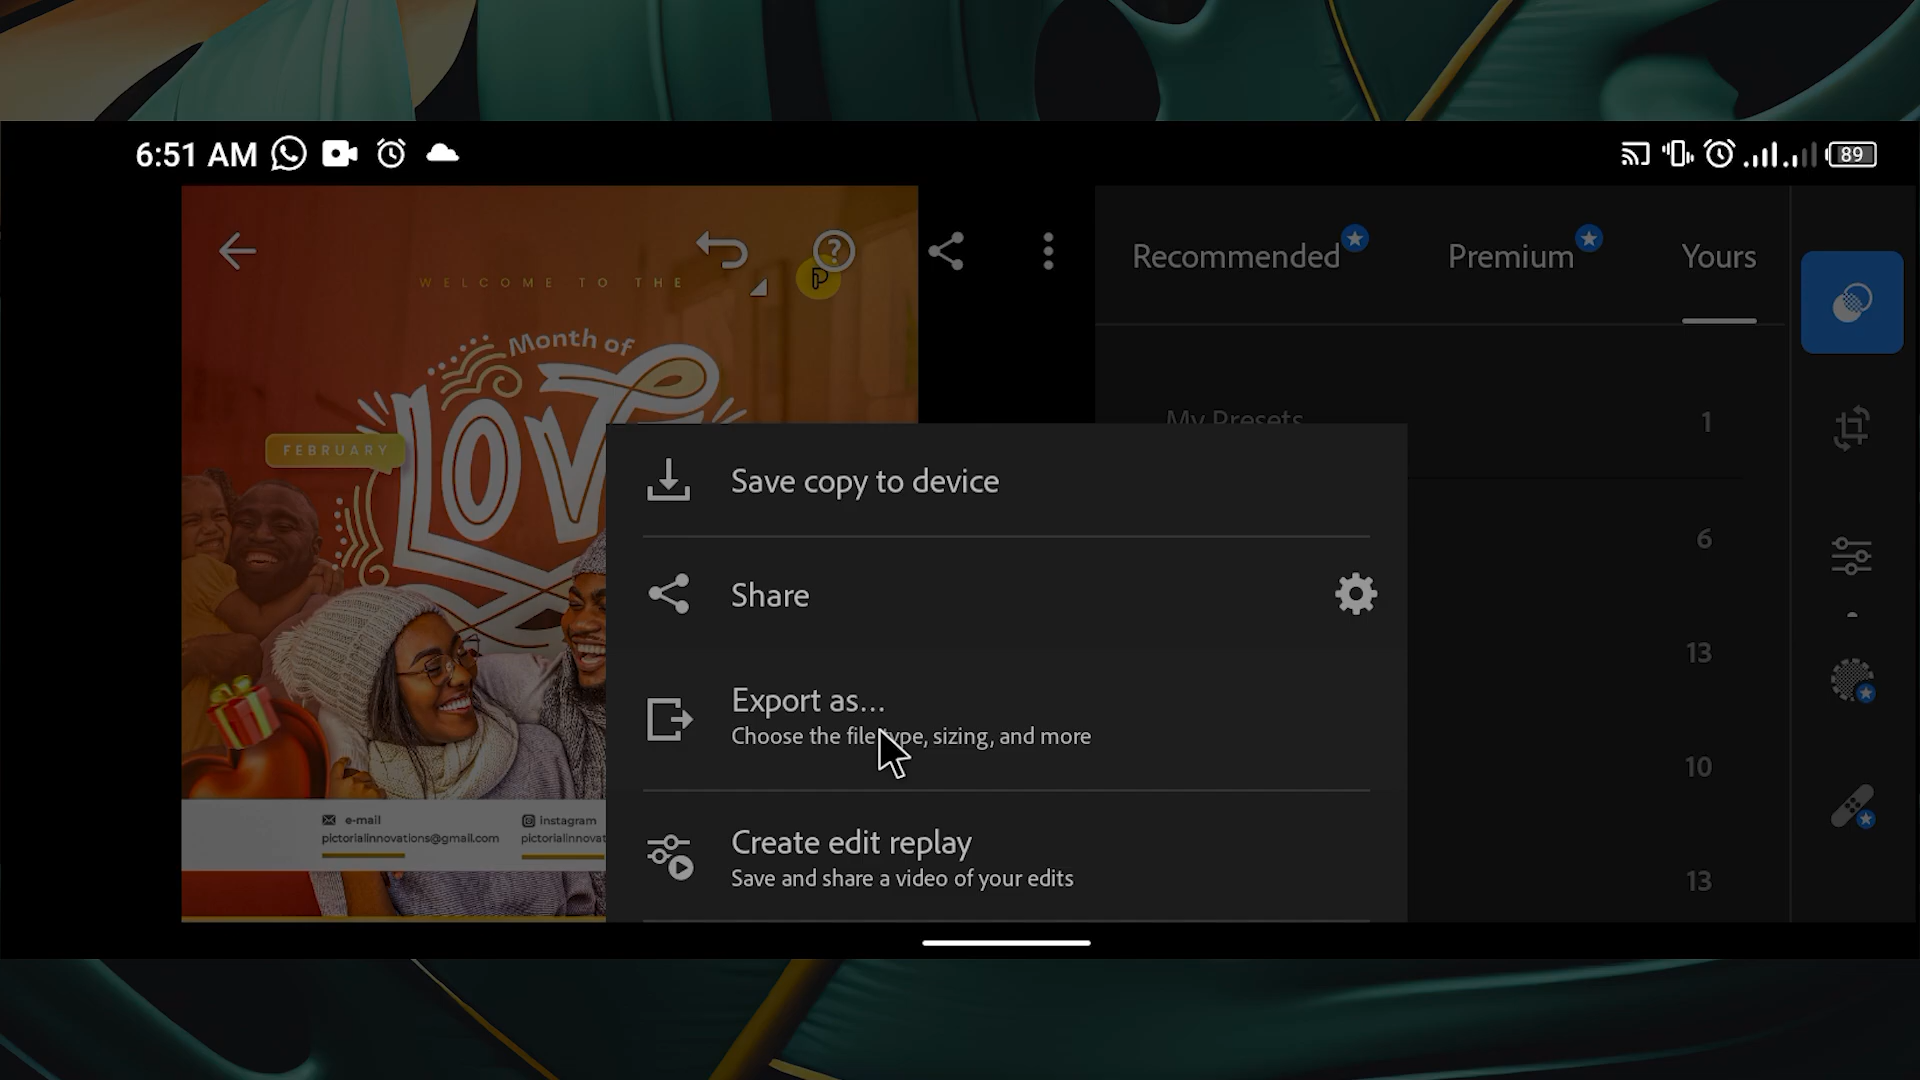 6:51 AM
89
Recommended
Premium
Yours
WELCOME TO THE
P
Month of
LOVE
FEBRUARY
My Presets
1
6
13
10
13
Save copy to device
Share
Export as...
Choose the file type, sizing, and more
Create edit replay
Save and share a video of your edits
e-mail
pictorialinnovations@gmail.com
instagram
pictorialinnovat